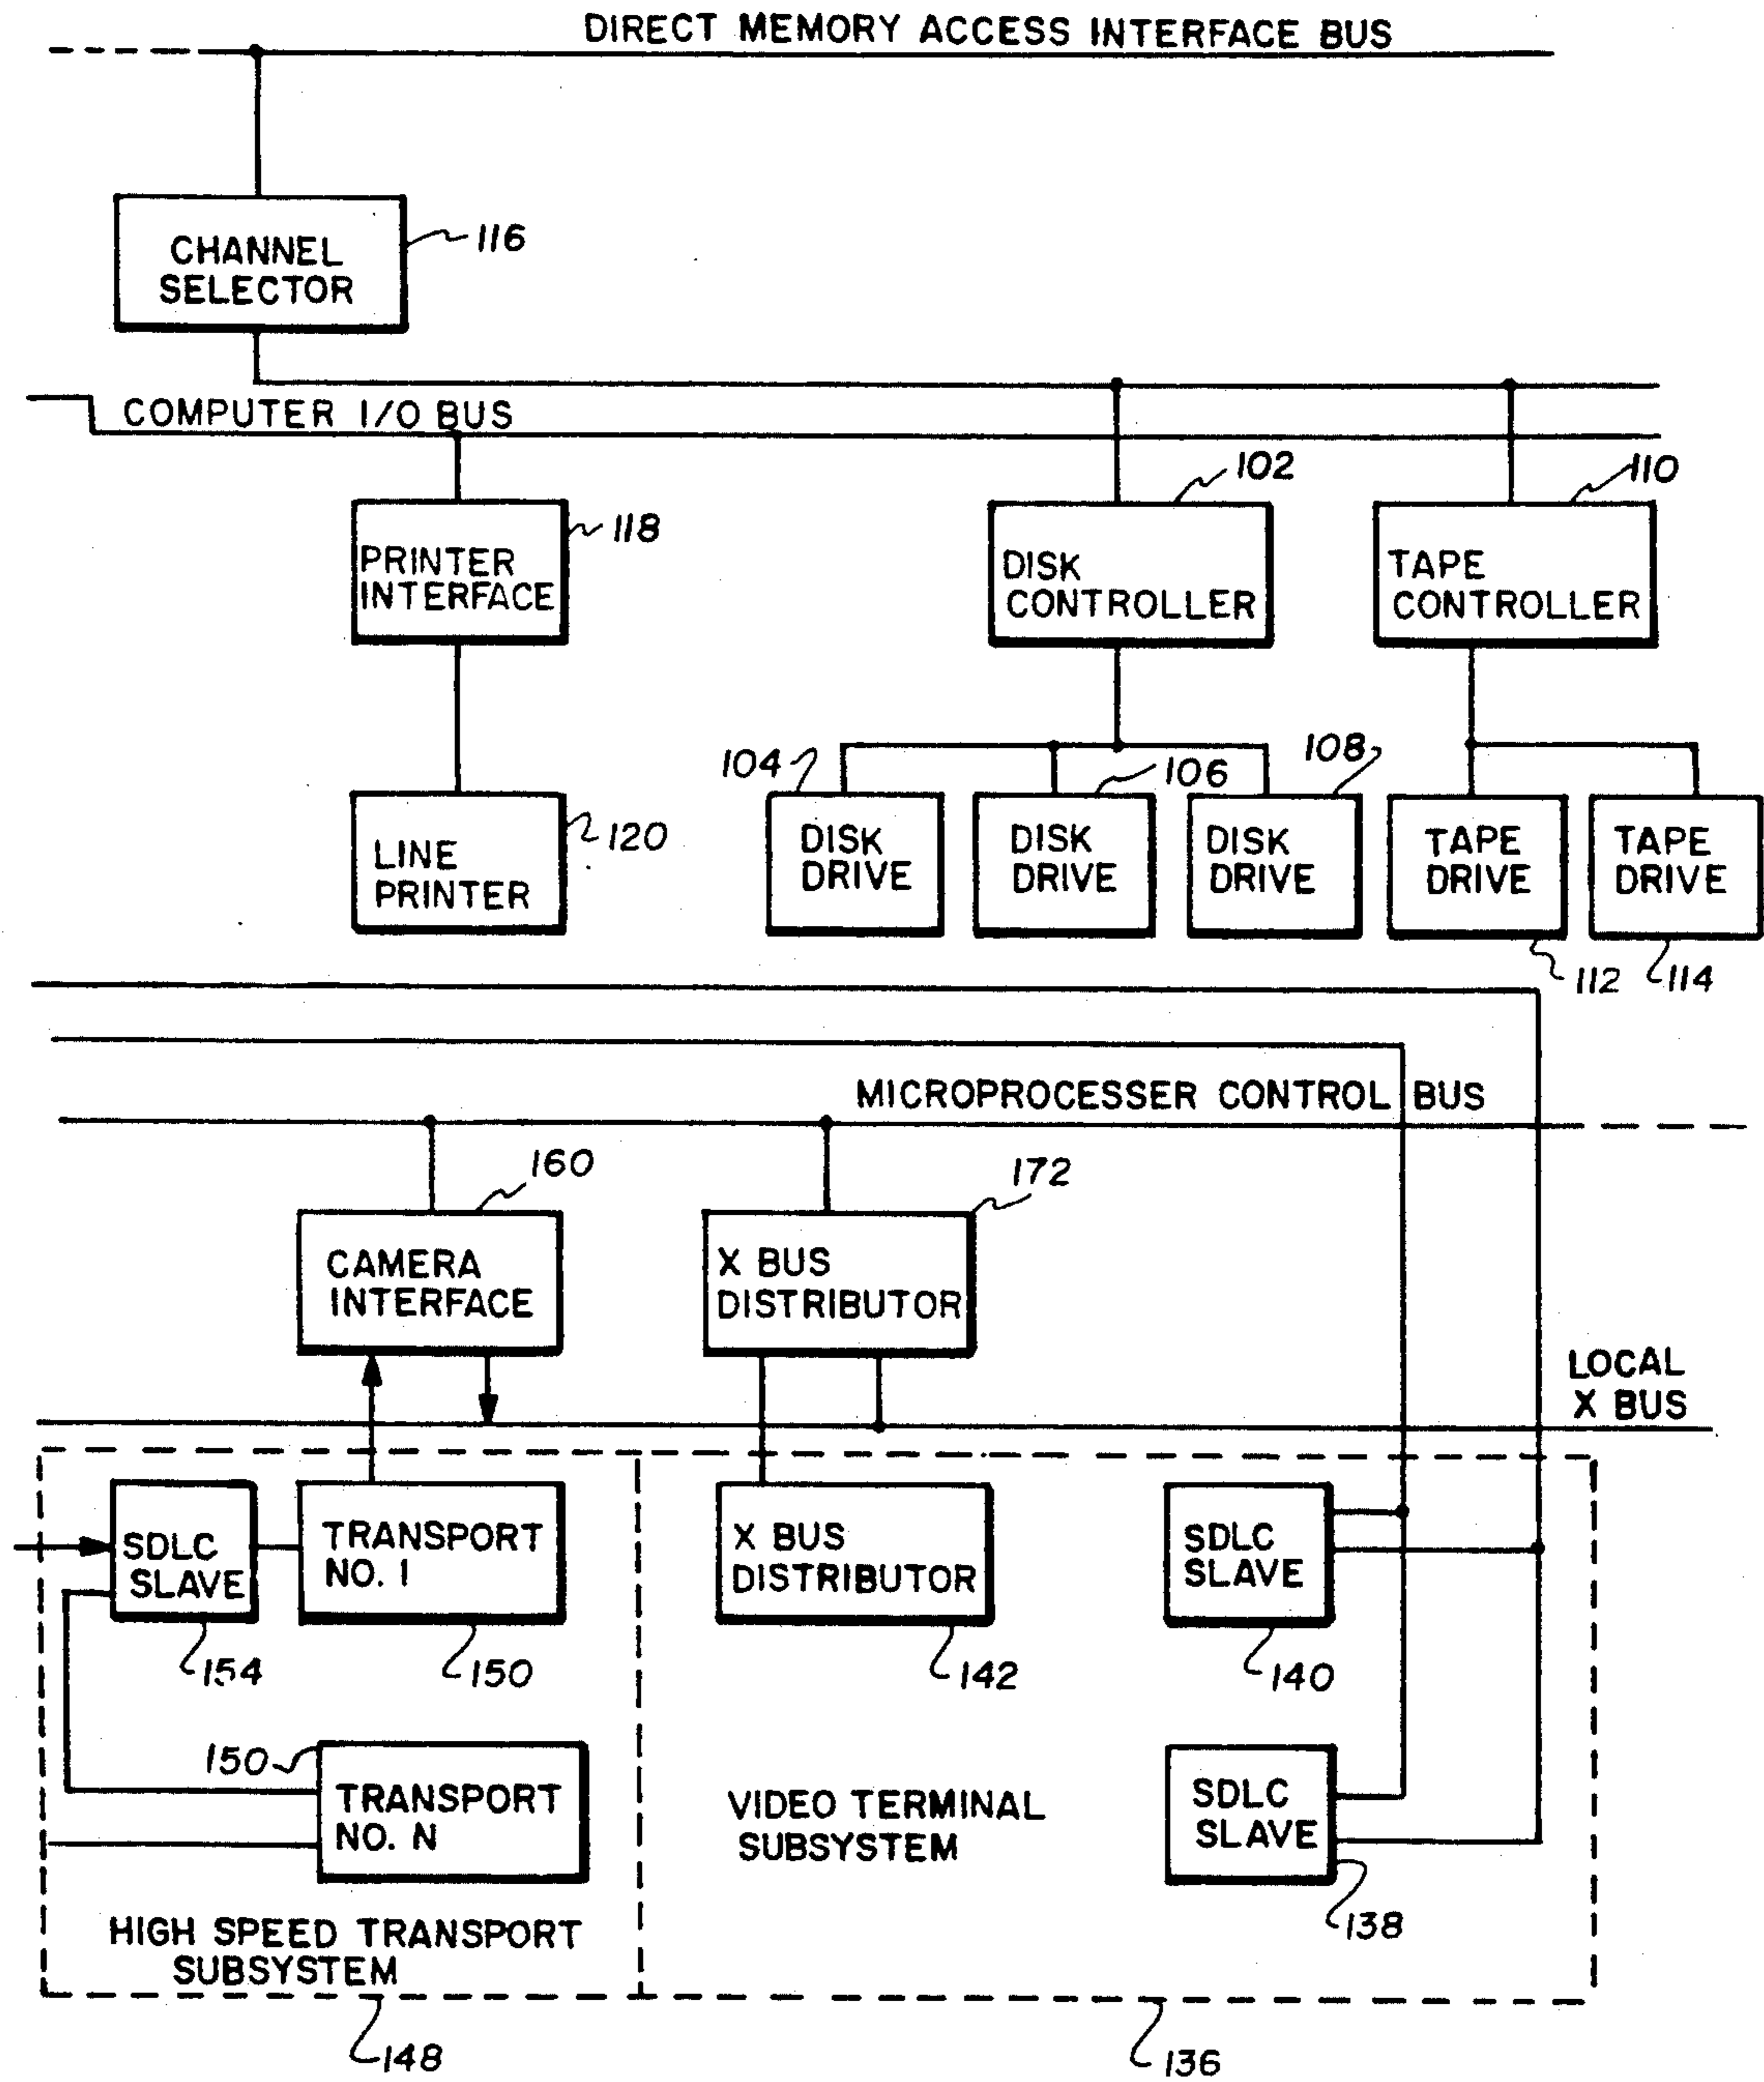 DIRECT MEMORY ACCESS INTERFACE BUS
CHANNEL
SELECTOR
116
COMPUTER I/O BUS
102
110
PRINTER
INTERFACE
118
DISK
CONTROLLER
TAPE
CONTROLLER
104
106
108
LINE
PRINTER
120
DISK
DRIVE
DISK
DRIVE
DISK
DRIVE
TAPE
DRIVE
TAPE
DRIVE
112
114
MICROPROCESSER CONTROL BUS
160
172
CAMERA
INTERFACE
X BUS
DISTRIBUTOR
LOCAL
X BUS
SDLC
SLAVE
TRANSPORT
NO. 1
X BUS
DISTRIBUTOR
SDLC
SLAVE
154
150
142
140
150
TRANSPORT
NO. N
VIDEO TERMINAL
SUBSYSTEM
SDLC
SLAVE
138
HIGH SPEED TRANSPORT
SUBSYSTEM
148
136